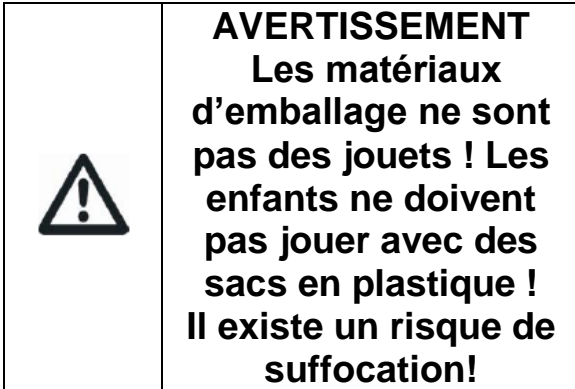 AVERTISSEMENT
Les matériaux
d’emballage ne sont
pas des jouets ! Les
enfants ne doivent
pas jouer avec des
sacs en plastique !
Il existe un risque de
suffocation!